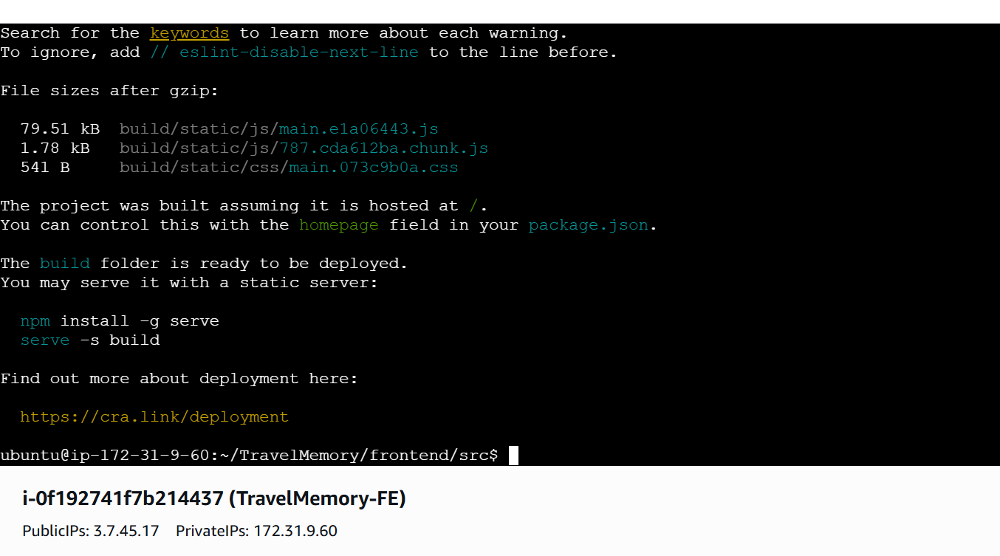 Search for the keywords to learn more about each warning.
To ignore, add // eslint-disable-next-line to the line before.
File sizes after gzip:
79.51 kB  build/static/js/main.e1a06443.js
1.78 kB   build/static/js/787.cda612ba.chunk.js
541 B     build/static/css/main.073c9b0a.css
The project was built assuming it is hosted at /.
You can control this with the homepage field in your package.json.
The build folder is ready to be deployed.
You may serve it with a static server:
npm install -g serve
serve -s build
Find out more about deployment here:
https://cra.link/deployment
ubuntu@ip-172-31-9-60:~/TravelMemory/frontend/src$
i-0f192741f7b214437 (TravelMemory-FE)
PublicIPs: 3.7.45.17 PrivateIPs: 172.31.9.60